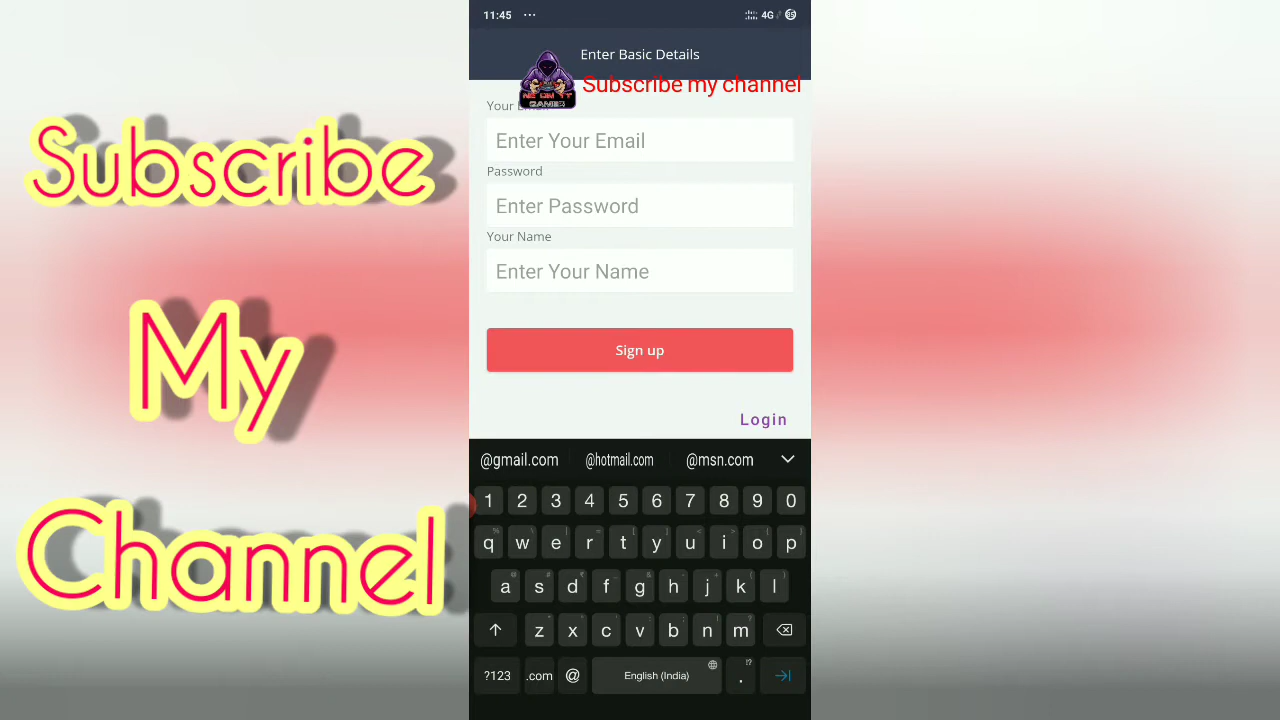 Subscribe
My
Channel
11:45 ...
4G
Enter Basic Details
Subscribe my channel
GAMER
Your Email
Enter Your Email
Password
Enter Password
Your Name
Enter Your Name
Sign up
Login
@gmail.com @hotmail.com @msn.com
1 2 3 4 5 6 7 8 9 0
q w e r t y u i o p
a s d f g h j k l
z x c v b n m
?123 .com @ English (India) .